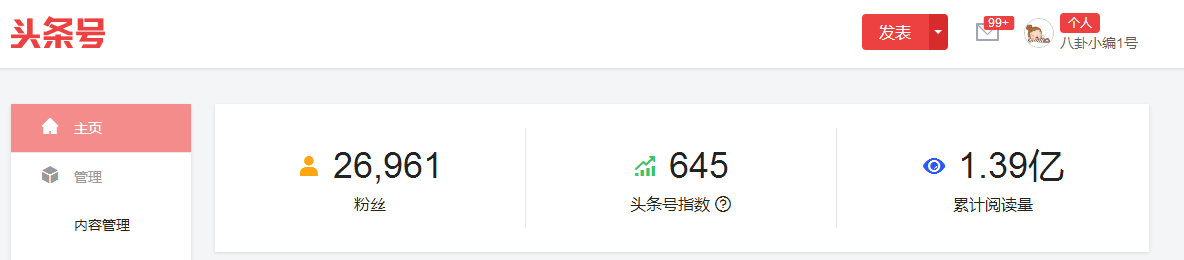 头条号
发表
99+
个人
八卦小编1号
主页
管理
内容管理
26,961
粉丝
645
头条号指数 ?
1.39亿
累计阅读量